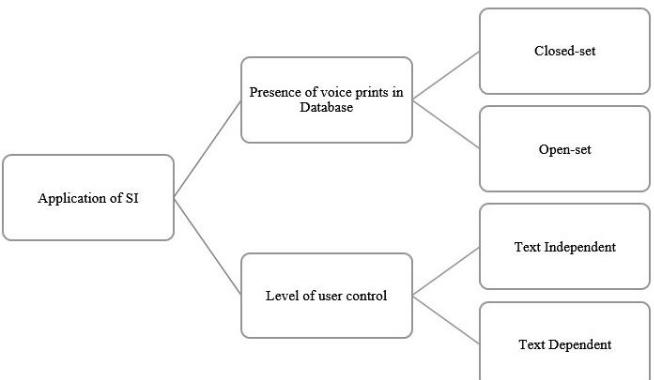 Closed-set
Presence of voice prints in
Database
Open-set
Application of SI
Text Independent
Level of user control
Text Dependent